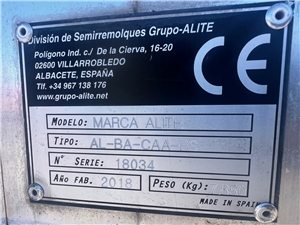 División de Semirremolques Grupo-ALITE
Polígono Ind. c/ De la Cierva, 16-20
02600 VILLARROBLEDO
ALBACETE, ESPAÑA
Tlf. +34 967 138 176
www.grupo-alite.net
CE
MODELO: MARCA ALITE
TIPO: AL-BA-CAA-
Nº SERIE: 18034
Año FAB. 2018 PESO (Kg):
MADE IN SPAIN